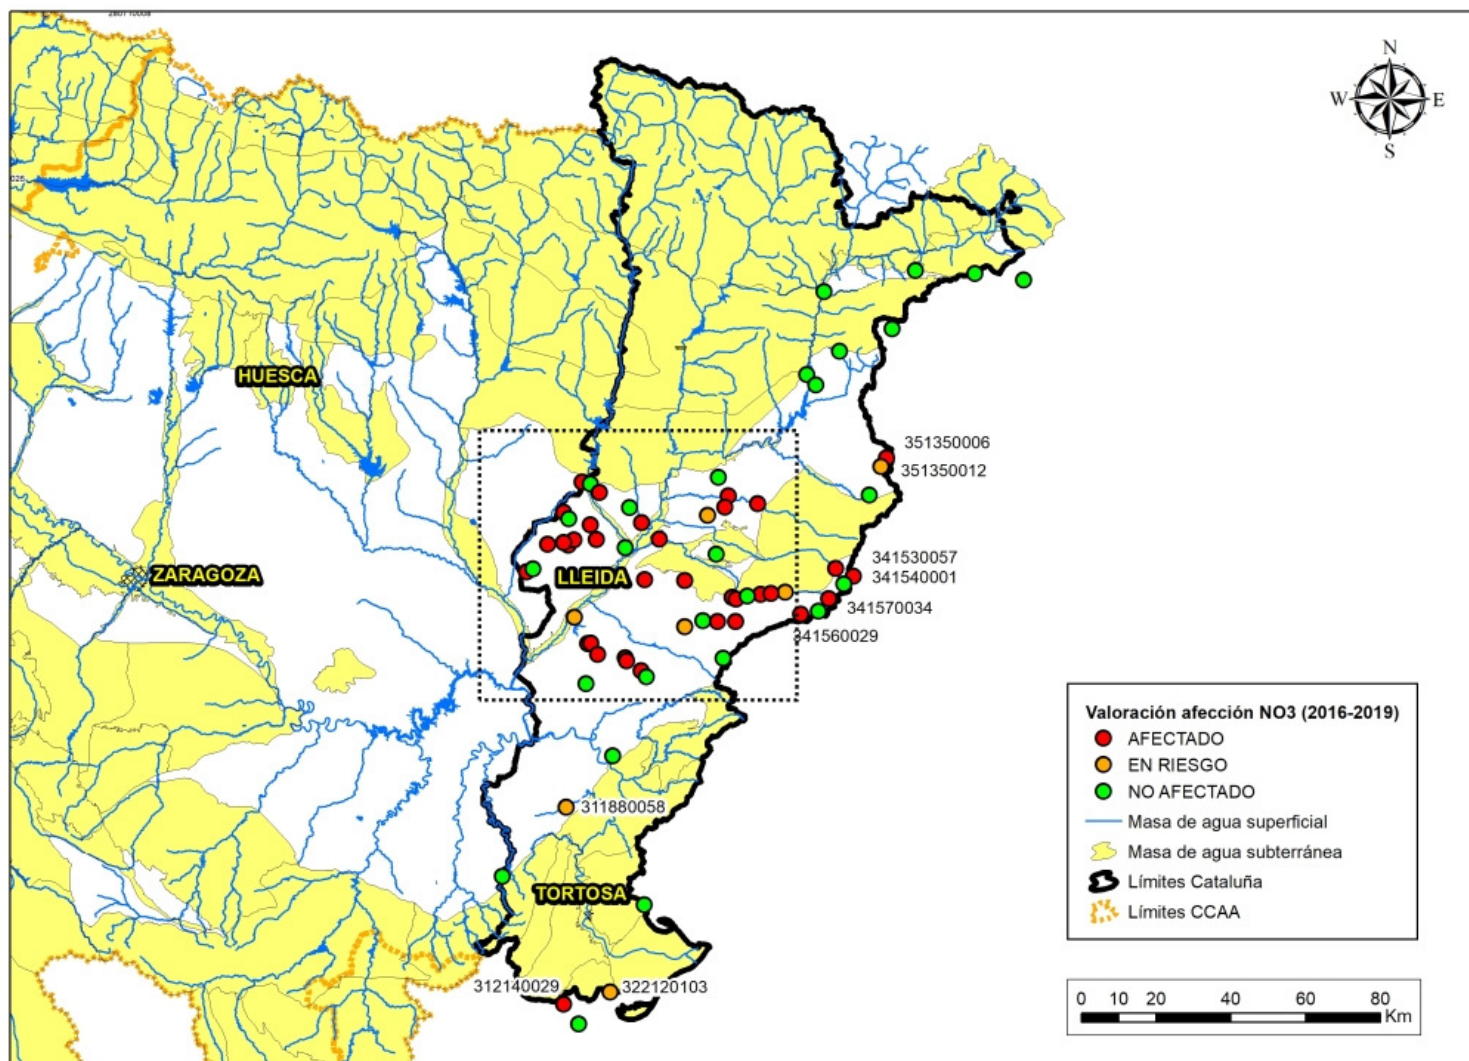 280710008
N
W
E
S
026
HUESCA
351350006
351350012
341530057
ZARAGOZA
LLEIDA
341540001
341570034
341560029
Valoración afección NO3 (2016-2019)
AFECTADO
EN RIESGO
NO AFECTADO
Masa de agua superficial
Masa de agua subterránea
Límites Cataluña
Límites CCAA
311880058
TORTOSA
312140029
322120103
0 10 20 40 60 80
Km